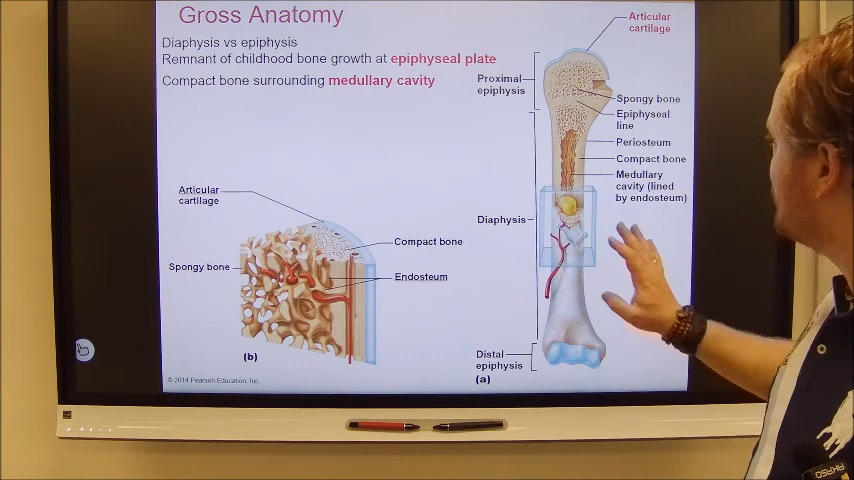 Gross Anatomy
Diaphysis vs epiphysis
Remnant of childhood bone growth at epiphyseal plate
Compact bone surrounding medullary cavity
Articular
cartilage
Proximal
epiphysis
Spongy bone
Epiphyseal
line
Periosteum
Compact bone
Medullary
cavity (lined
by endosteum)
Diaphysis
Distal
epiphysis
(a)
Articular
cartilage
Compact bone
Spongy bone
Endosteum
(b)
© 2014 Pearson Education, Inc.
AKASO